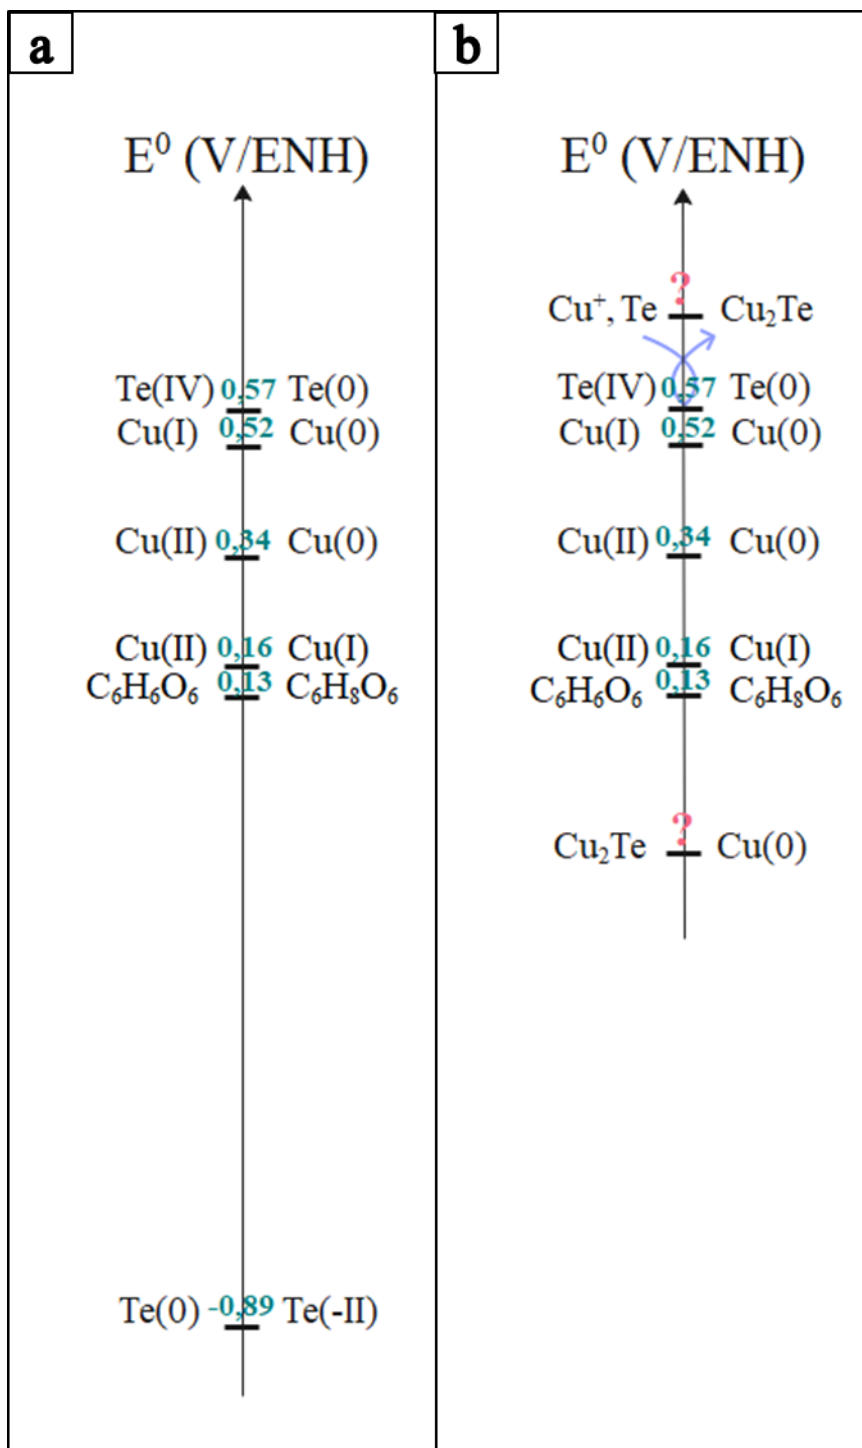 a
E⁰ (V/ENH)
Te(IV) 0,57 Te(0)
Cu(I) 0,52 Cu(0)
Cu(II) 0,34 Cu(0)
Cu(II) 0,16 Cu(I)
C₆H₆O₆ 0,13 C₆H₈O₆
Te(0) -0,89 Te(-II)
b
E⁰ (V/ENH)
?
Cu⁺, Te Cu₂Te
Te(IV) 0,57 Te(0)
Cu(I) 0,52 Cu(0)
Cu(II) 0,34 Cu(0)
Cu(II) 0,16 Cu(I)
C₆H₆O₆ 0,13 C₆H₈O₆
?
Cu₂Te Cu(0)